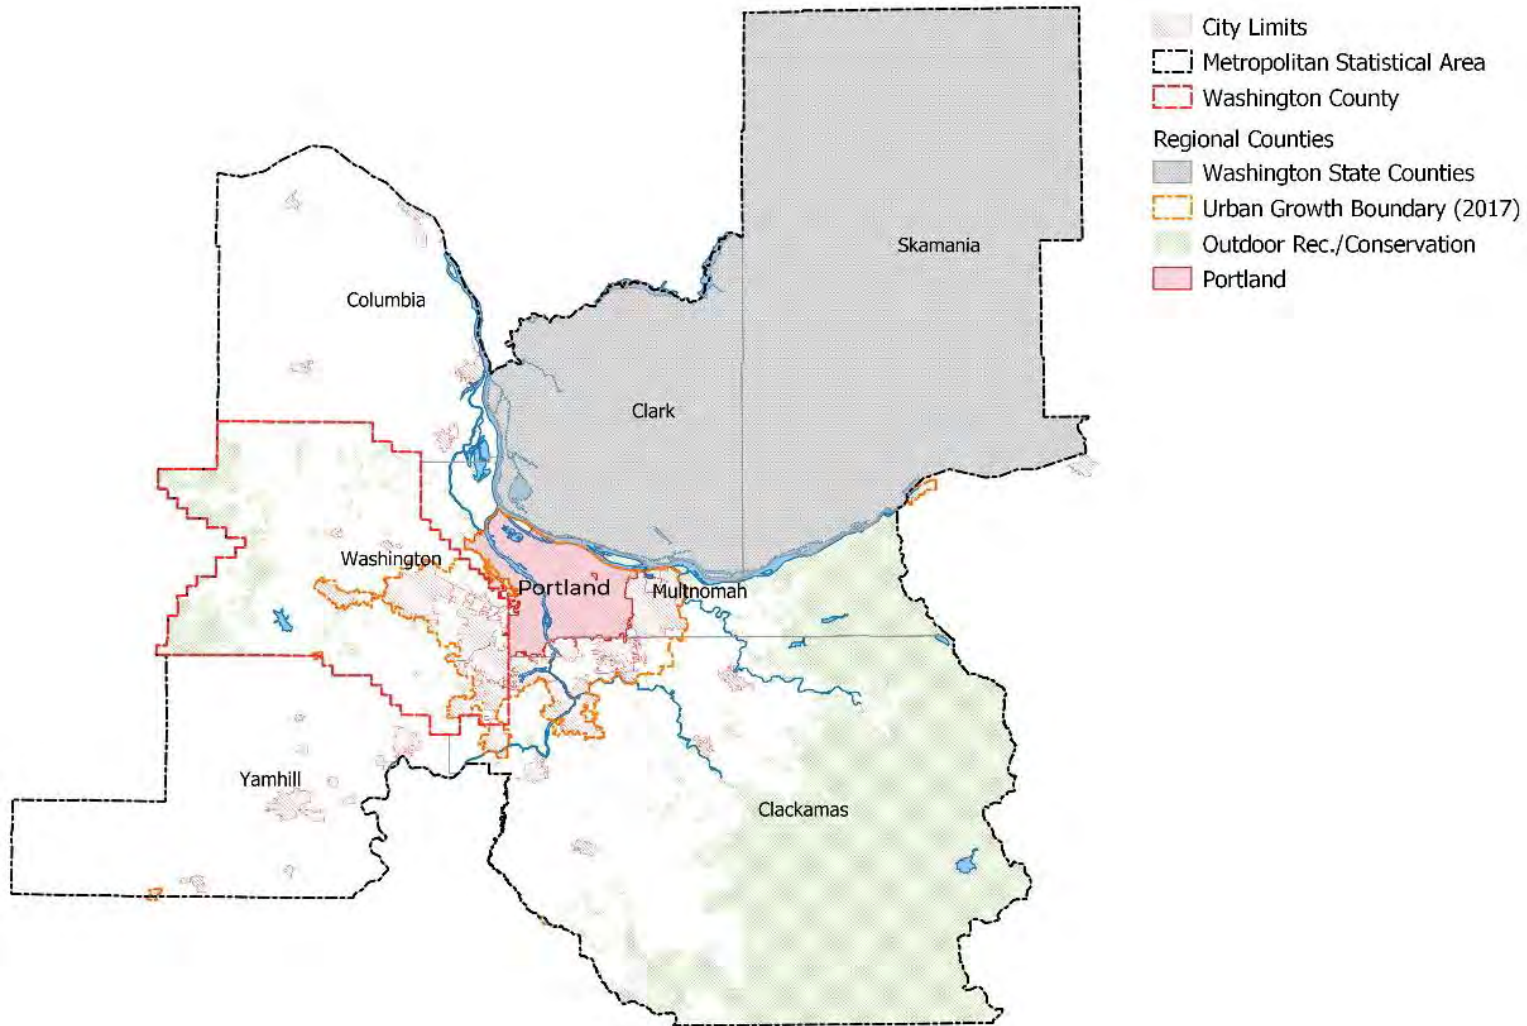 City Limits
Metropolitan Statistical Area
Washington County
Regional Counties
Washington State Counties
Urban Growth Boundary (2017)
Outdoor Rec./Conservation
Portland
Skamania
Columbia
Clark
Washington
Portland
Multnomah
Yamhill
Clackamas